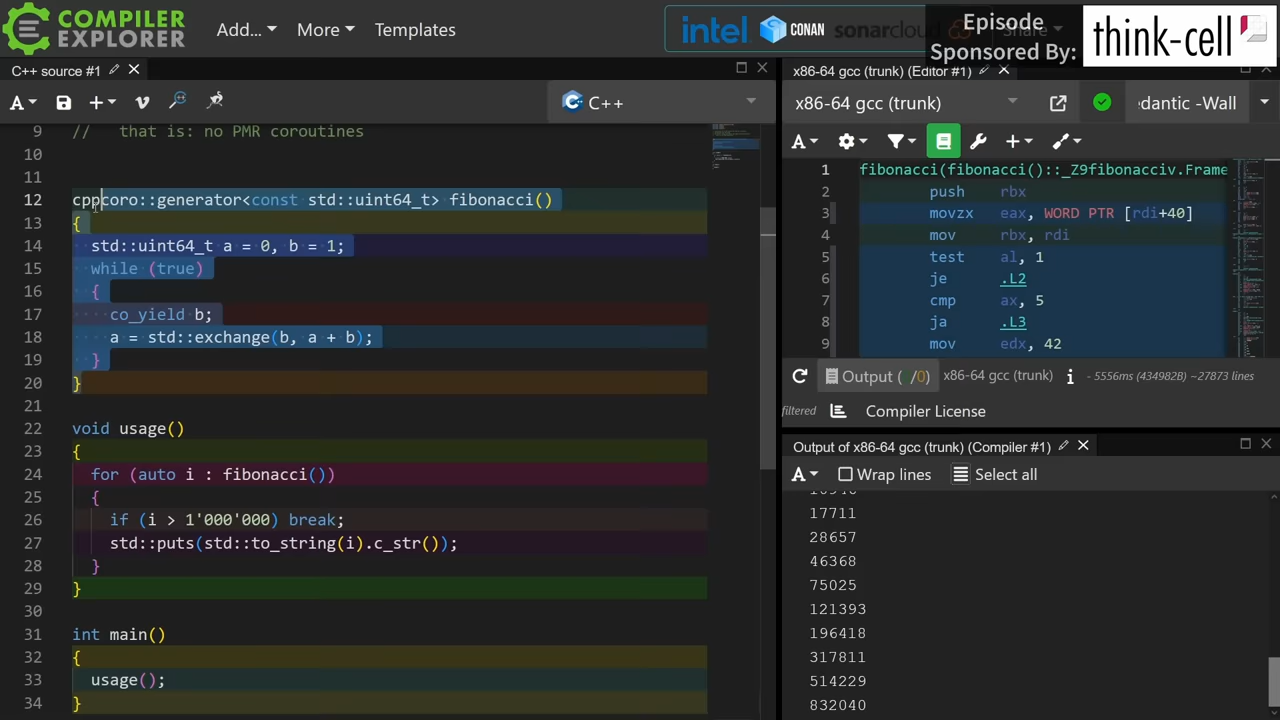 COMPILER
EXPLORER
Add...
More
Templates
intel
CONAN
sonarcloud
Share
Episode
Sponsored By:
think-cell
C++ source #1
A
C++
9 // that is: no PMR coroutines
10
11
12 cppcoro::generator<const std::uint64_t> fibonacci()
13 {
14 std::uint64_t a = 0, b = 1;
15 while (true)
16 {
17 co_yield b;
18 a = std::exchange(b, a + b);
19 }
20 }
21
22 void usage()
23 {
24 for (auto i : fibonacci())
25 {
26 if (i > 1'000'000) break;
27 std::puts(std::to_string(i).c_str());
28 }
29 }
30
31 int main()
32 {
33 usage();
34 }
x86-64 gcc (trunk) (Editor #1)
x86-64 gcc (trunk)
edantic -Wall
A
1 fibonacci(fibonacci()::_Z9fibonacciv.Frame
2 push rbx
3 movzx eax, WORD PTR [rdi+40]
4 mov rbx, rdi
5 test al, 1
6 je .L2
7 cmp ax, 5
8 ja .L3
9 mov edx, 42
Output ( /0) x86-64 gcc (trunk) i - 5556ms (434982B) ~27873 lines
filtered Compiler License
Output of x86-64 gcc (trunk) (Compiler #1)
A Wrap lines Select all
17711
28657
46368
75025
121393
196418
317811
514229
832040